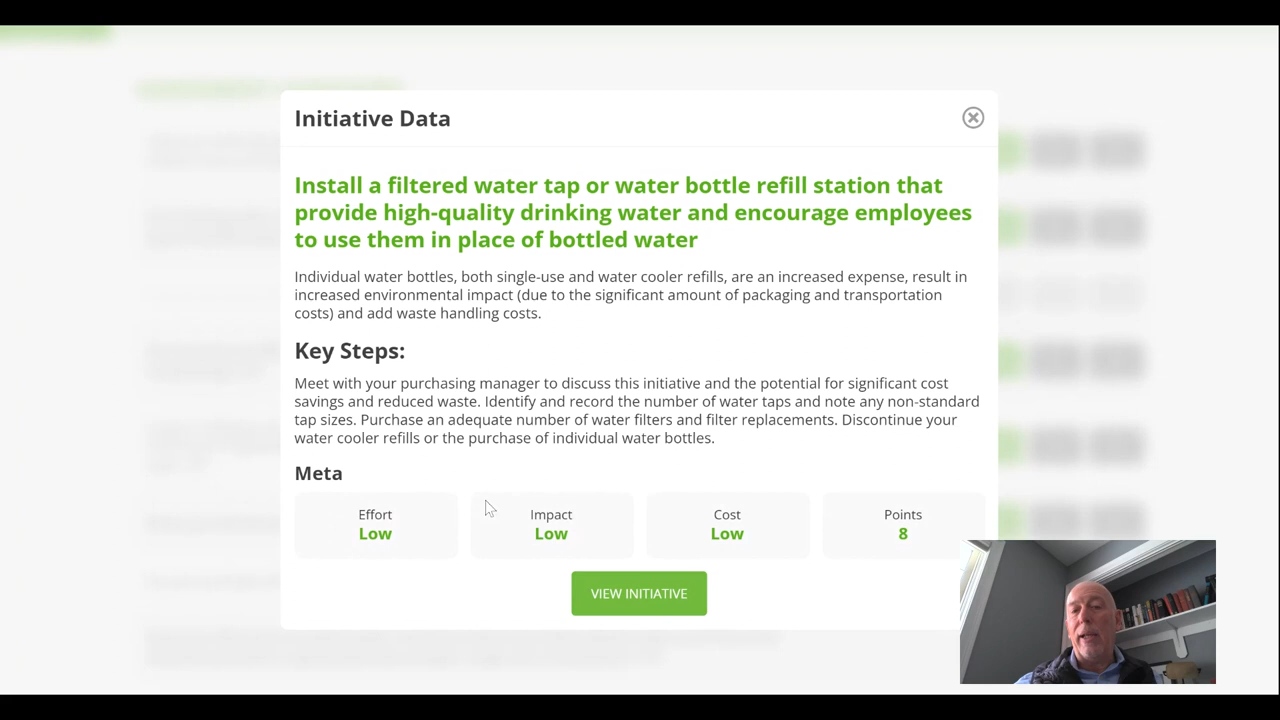 Initiative Data
Install a filtered water tap or water bottle refill station that
provide high-quality drinking water and encourage employees
to use them in place of bottled water
Individual water bottles, both single-use and water cooler refills, are an increased expense, result in
increased environmental impact (due to the significant amount of packaging and transportation
costs) and add waste handling costs.
Key Steps:
Meet with your purchasing manager to discuss this initiative and the potential for significant cost
savings and reduced waste. Identify and record the number of water taps and note any non-standard
tap sizes. Purchase an adequate number of water filters and filter replacements. Discontinue your
water cooler refills or the purchase of individual water bottles.
Meta
Effort
Low
Impact
Low
Cost
Low
Points
8
VIEW INITIATIVE